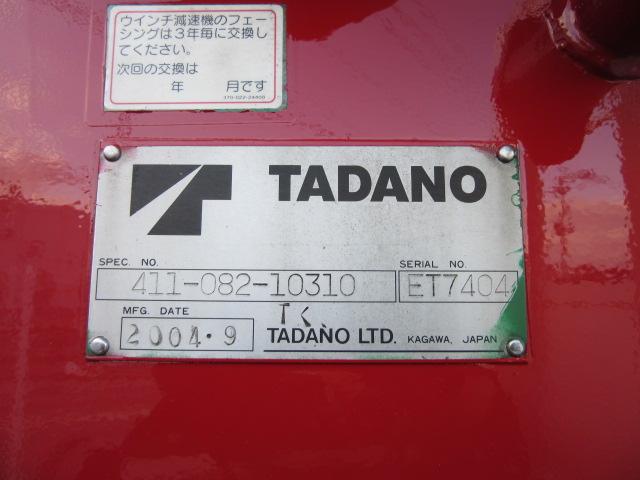 ウインチ減速機のフェー
シングは３年毎に交換し
てください。
次回の交換は
年 月です
TADANO
SPEC. NO. SERIAL NO.
411-082-10310 ET7404
MFG. DATE TK
2004.9 TADANO LTD. KAGAWA, JAPAN